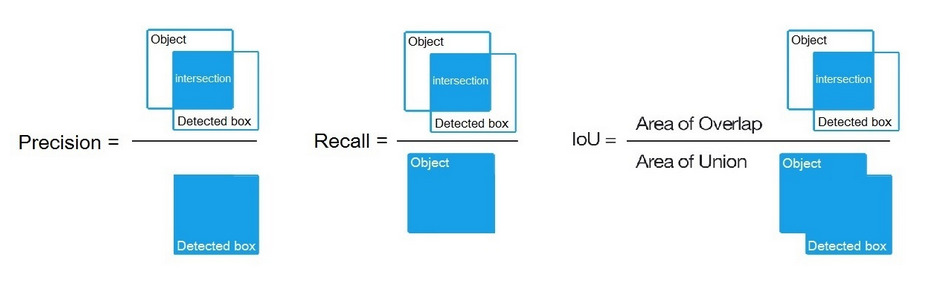 Object
intersection
Detected box
Precision =
Detected box
Object
intersection
Detected box
Recall =
Object
Object
intersection
Detected box
IoU =
Area of Overlap
Area of Union
Object
Detected box